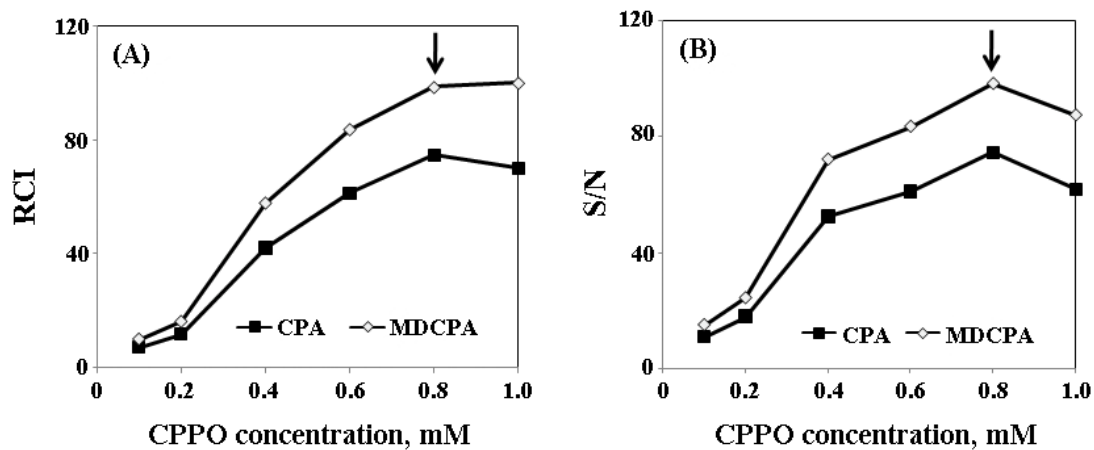 (A)
RCI
120
80
40
0
CPA
MDCPA
0 0.2 0.4 0.6 0.8 1.0
CPPO concentration, mM
(B)
S/N
120
80
40
0
CPA
MDCPA
0 0.2 0.4 0.6 0.8 1.0
CPPO concentration, mM